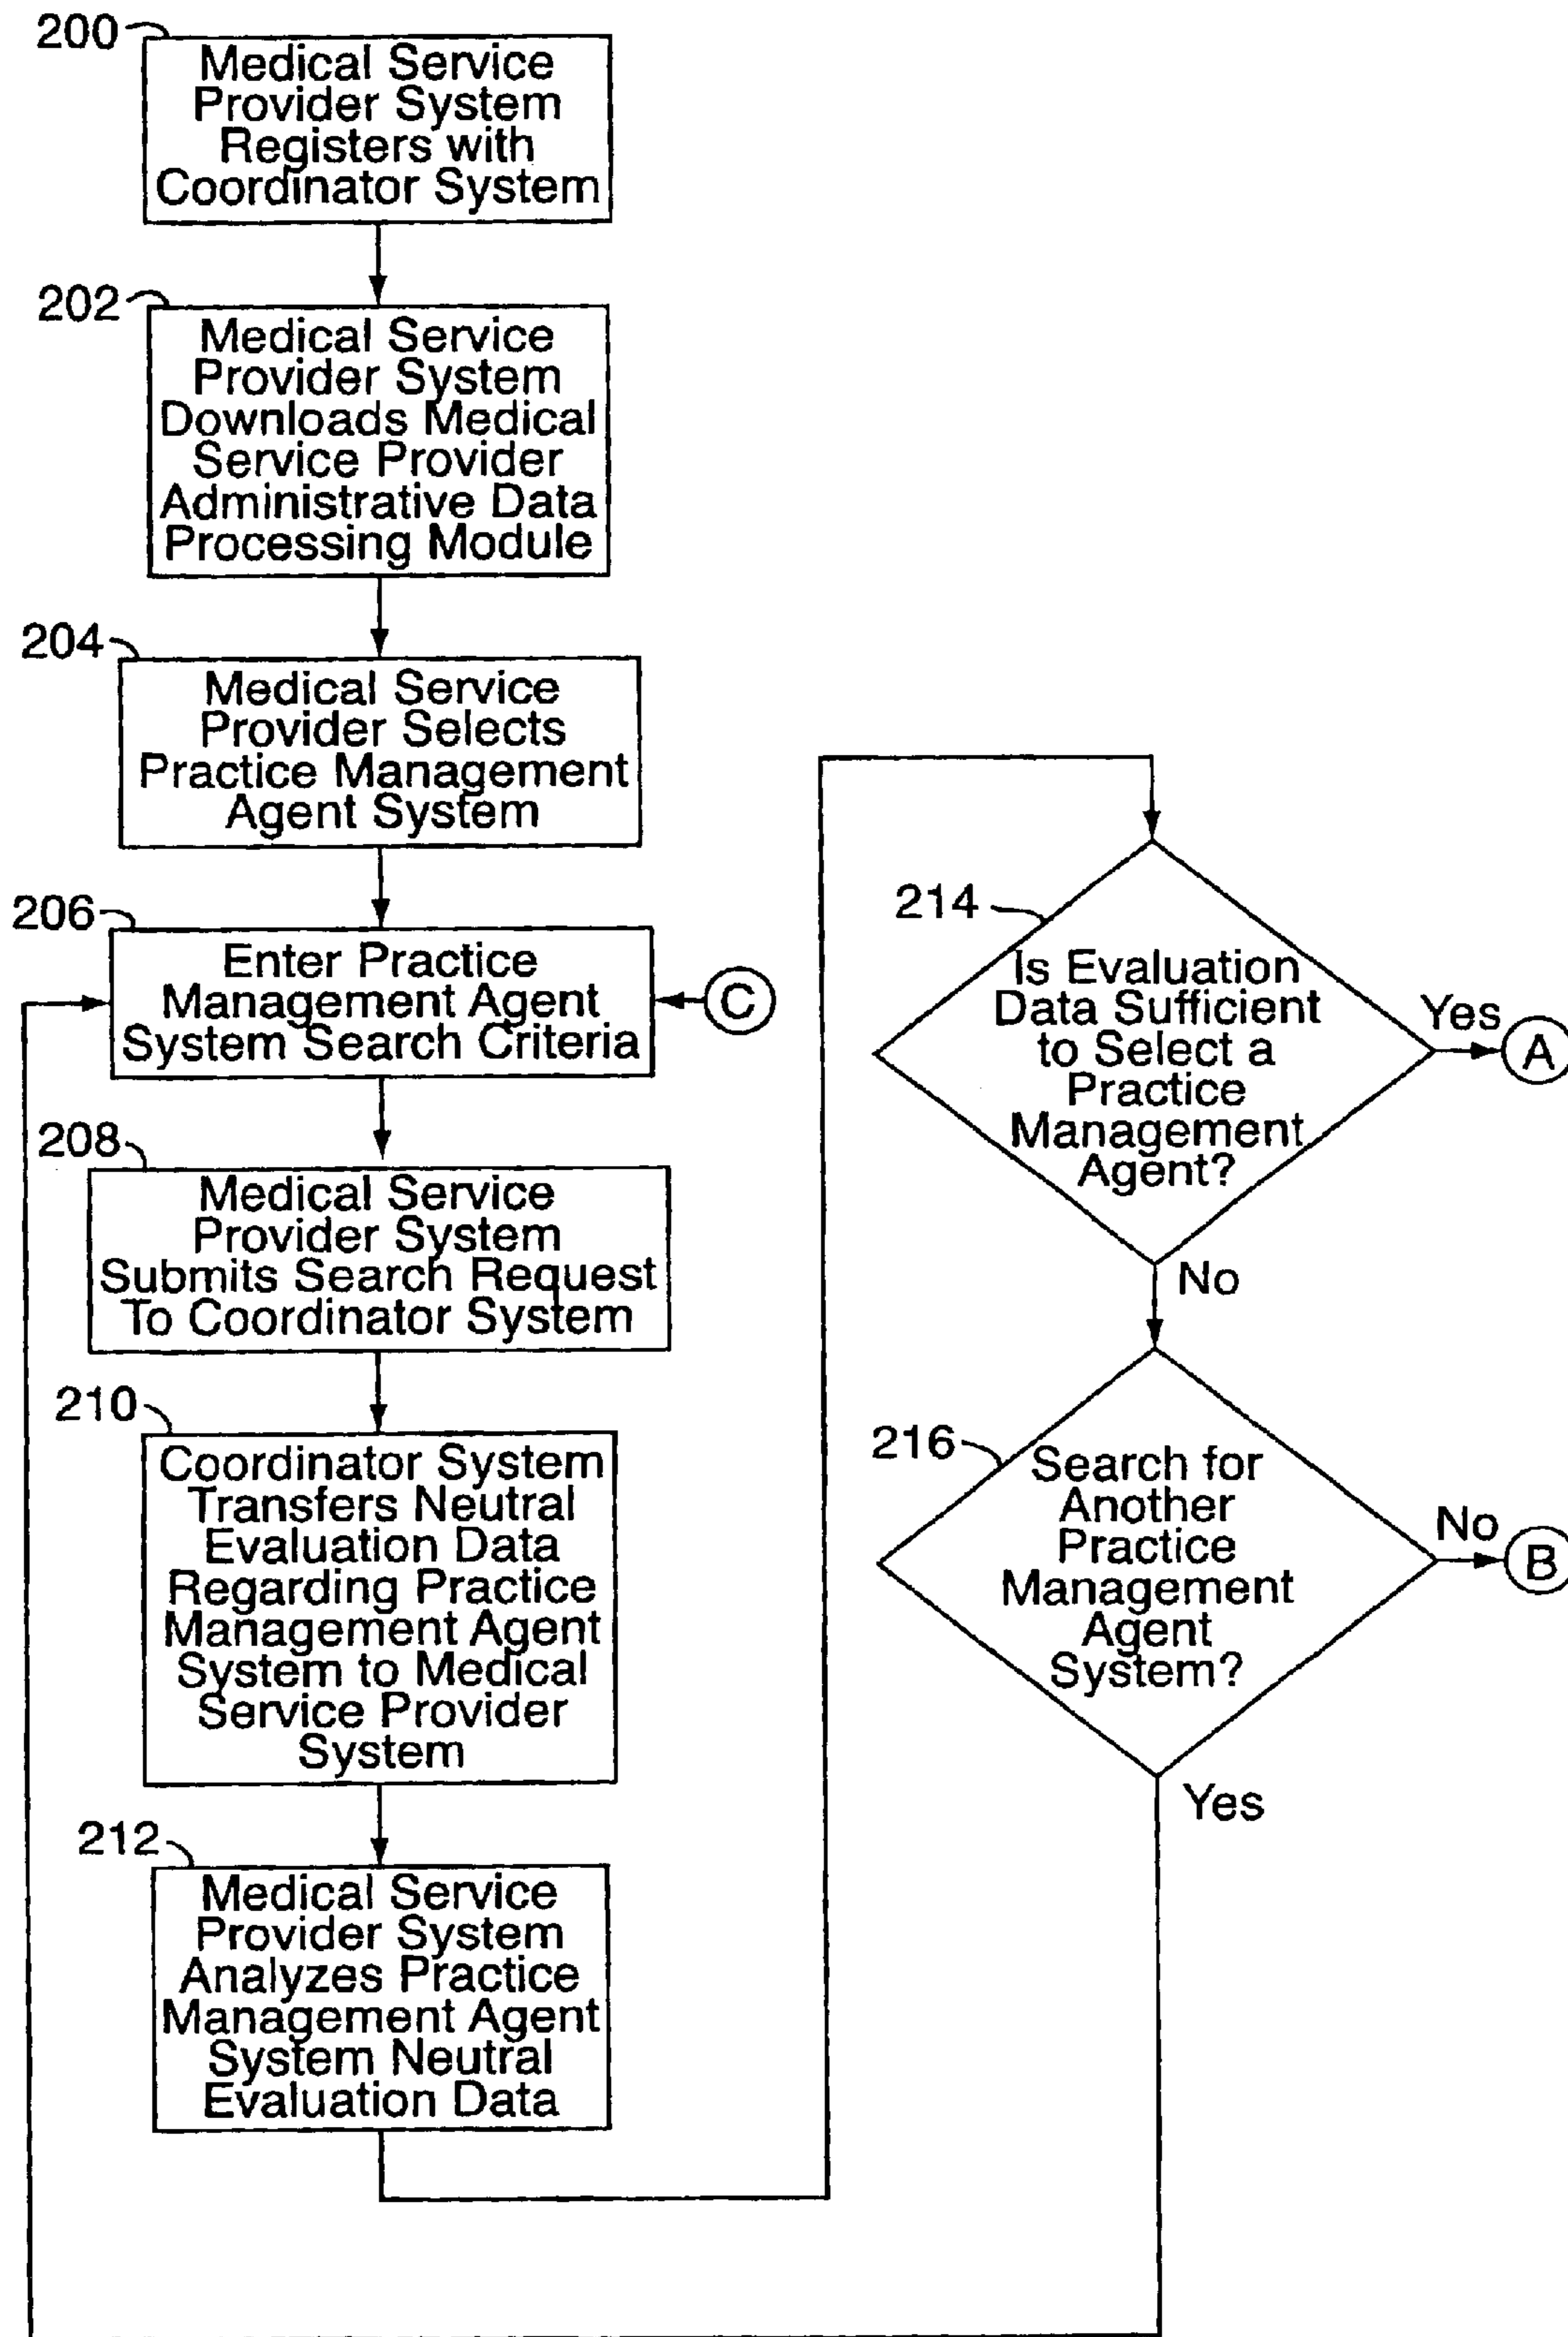 200
Medical Service
Provider System
Registers with
Coordinator System
202
Medical Service
Provider System
Downloads Medical
Service Provider
Administrative Data
Processing Module
204
Medical Service
Provider Selects
Practice Management
Agent System
206
Enter Practice
Management Agent
System Search Criteria
C
208
Medical Service
Provider System
Submits Search Request
To Coordinator System
210
Coordinator System
Transfers Neutral
Evaluation Data
Regarding Practice
Management Agent
System to Medical
Service Provider
System
212
Medical Service
Provider System
Analyzes Practice
Management Agent
System Neutral
Evaluation Data
214
Is Evaluation
Data Sufficient
to Select a
Practice
Management
Agent?
Yes
A
No
216
Search for
Another
Practice
Management
Agent
System?
No
B
Yes